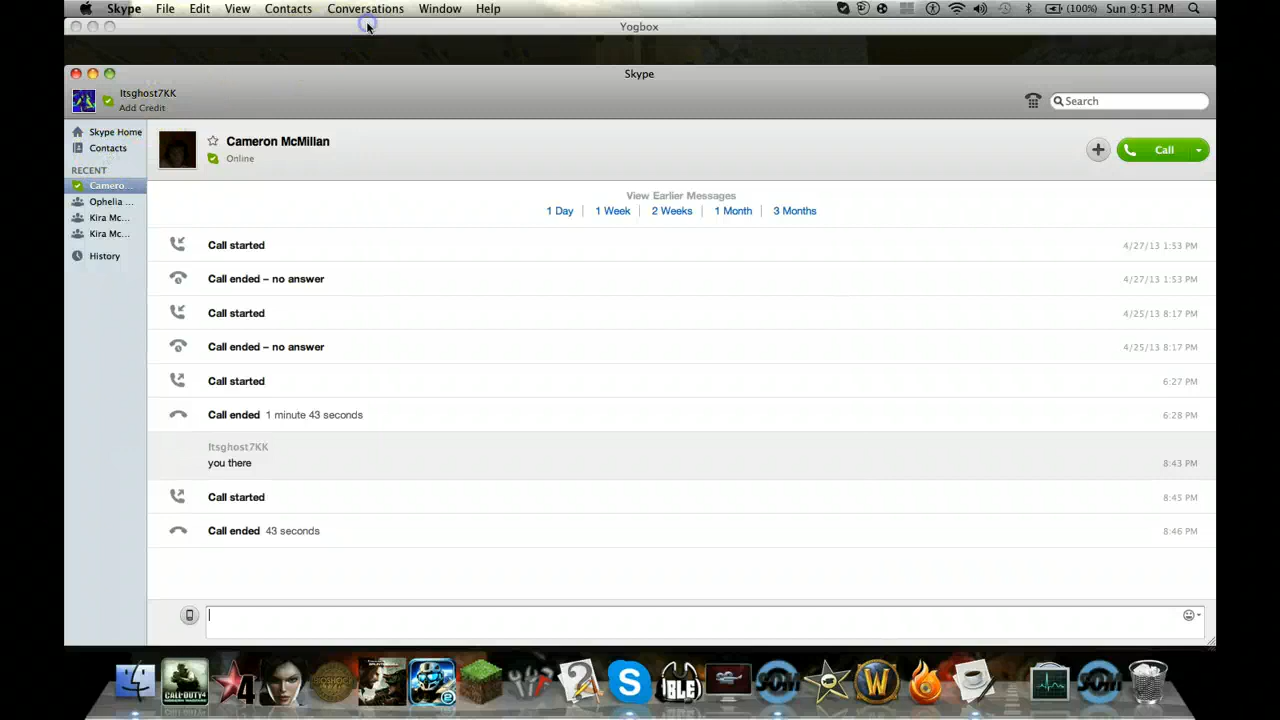 Skype File Edit View Contacts Conversations Window Help (100%) Sun 9:51 PM
Yogbox
Skype
Itsghost7KK
Add Credit
Search
Skype Home
Contacts
RECENT
Camero...
Ophelia ...
Kira Mc...
Kira Mc...
History
Cameron McMillan
Online
Call
View Earlier Messages
1 Day | 1 Week | 2 Weeks | 1 Month | 3 Months
Call started 4/27/13 1:53 PM
Call ended – no answer 4/27/13 1:53 PM
Call started 4/25/13 8:17 PM
Call ended – no answer 4/25/13 8:17 PM
Call started 6:27 PM
Call ended 1 minute 43 seconds 6:28 PM
Itsghost7KK
you there 8:43 PM
Call started 8:45 PM
Call ended 43 seconds 8:46 PM